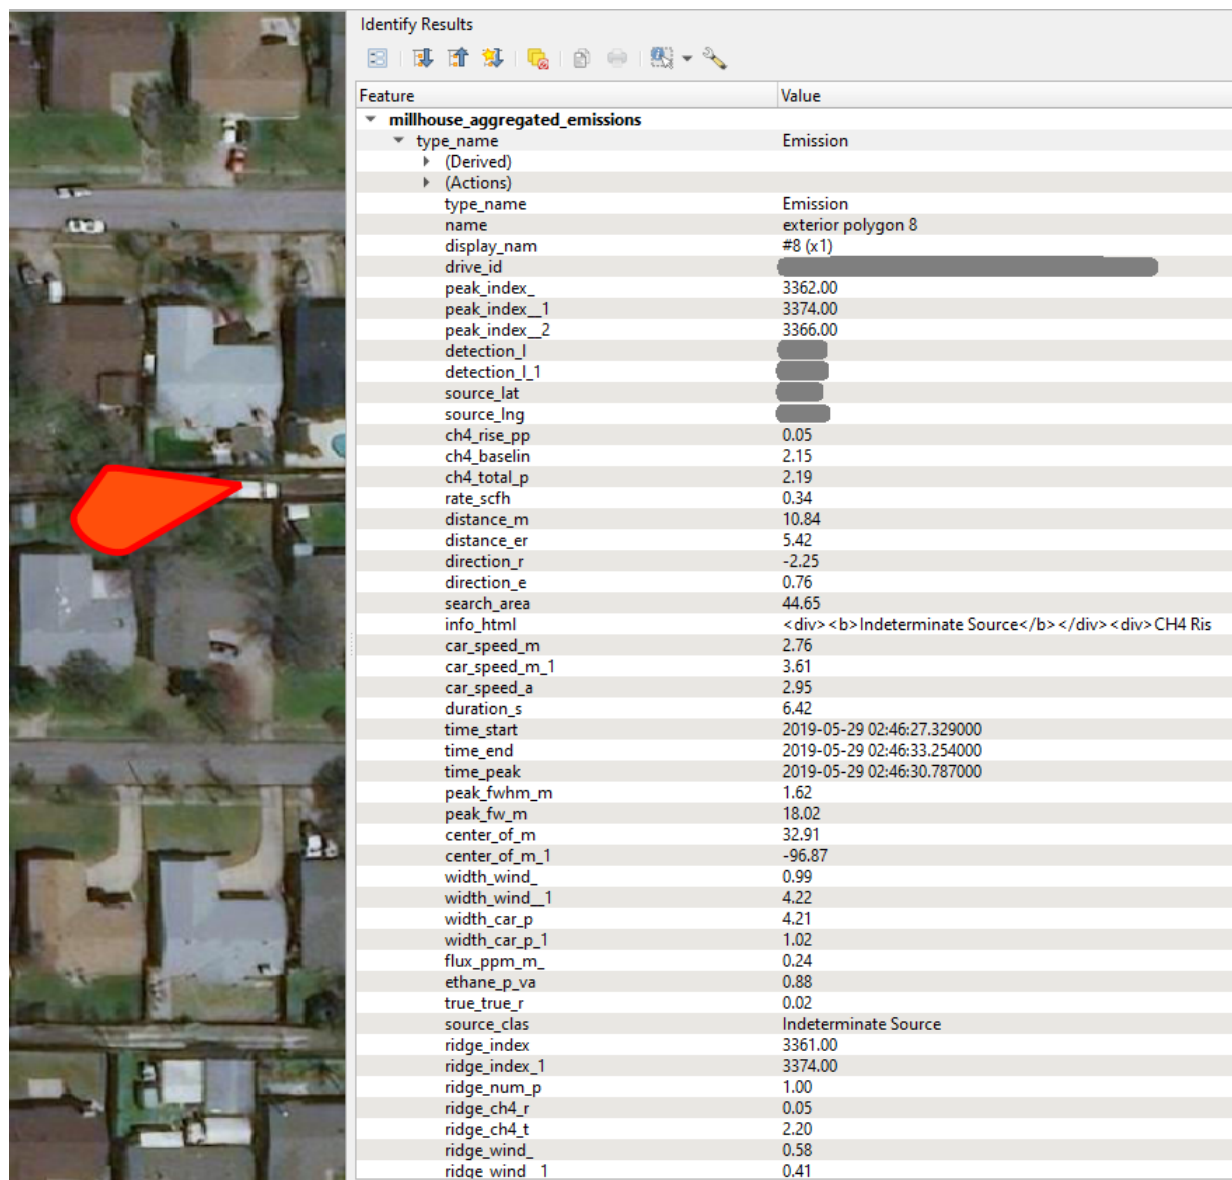 Identify Results
Feature Value
millhouse_aggregated_emissions
type_name Emission
(Derived)
(Actions)
type_name Emission
name exterior polygon 8
display_nam #8 (x1)
drive_id
peak_index_ 3362.00
peak_index__1 3374.00
peak_index__2 3366.00
detection_l
detection_l_1
source_lat
source_lng
ch4_rise_pp 0.05
ch4_baselin 2.15
ch4_total_p 2.19
rate_scfh 0.34
distance_m 10.84
distance_er 5.42
direction_r -2.25
direction_e 0.76
search_area 44.65
info_html <div><b>Indeterminate Source</b></div><div>CH4 Ris
car_speed_m 2.76
car_speed_m_1 3.61
car_speed_a 2.95
duration_s 6.42
time_start 2019-05-29 02:46:27.329000
time_end 2019-05-29 02:46:33.254000
time_peak 2019-05-29 02:46:30.787000
peak_fwhm_m 1.62
peak_fw_m 18.02
center_of_m 32.91
center_of_m_1 -96.87
width_wind_ 0.99
width_wind__1 4.22
width_car_p 4.21
width_car_p_1 1.02
flux_ppm_m_ 0.24
ethane_p_va 0.88
true_true_r 0.02
source_clas Indeterminate Source
ridge_index 3361.00
ridge_index_1 3374.00
ridge_num_p 1.00
ridge_ch4_r 0.05
ridge_ch4_t 2.20
ridge_wind_ 0.58
ridge_wind__1 0.41